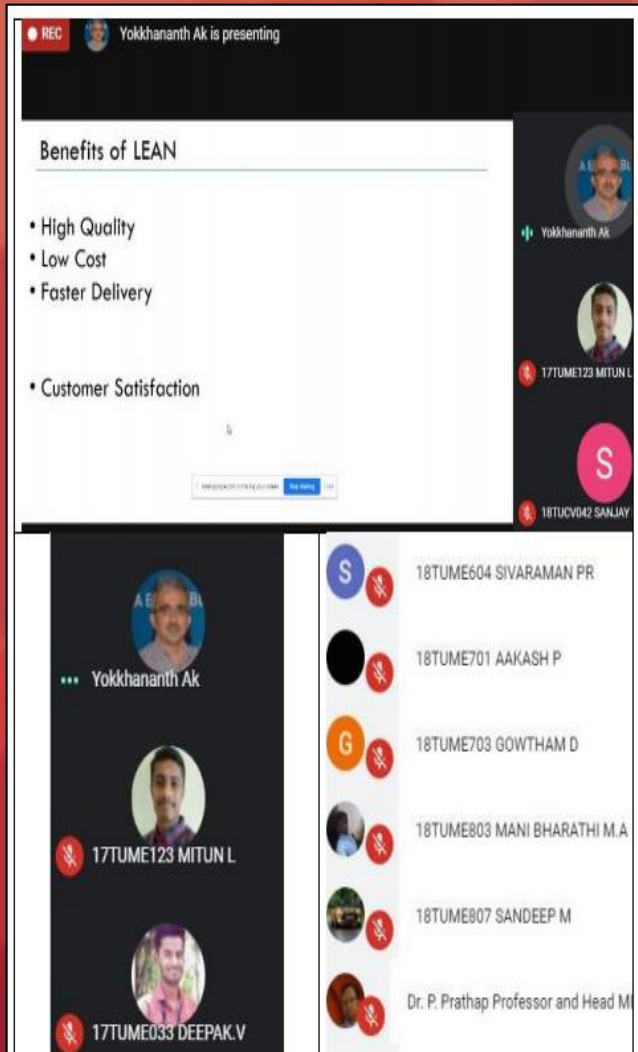 REC
Yokkhananth Ak is presenting
Benefits of LEAN
• High Quality
• Low Cost
• Faster Delivery
• Customer Satisfaction
Stop sharing
Yokkhananth Ak
17TUME123 MITUN L
S
18TUCV042 SANJAY
Yokkhananth Ak
17TUME123 MITUN L
17TUME033 DEEPAK.V
S
18TUME604 SIVARAMAN PR
18TUME701 AAKASH P
G
18TUME703 GOWTHAM D
18TUME803 MANI BHARATHI M.A
18TUME807 SANDEEP M
Dr. P. Prathap Professor and Head